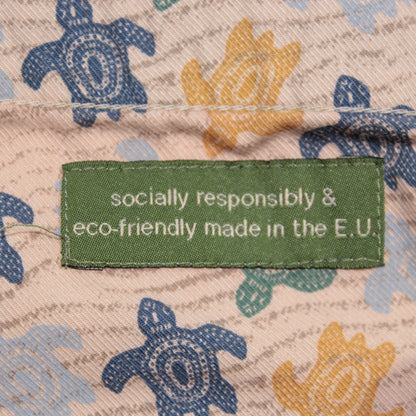 socially responsibly &
eco-friendly made in the E.U.